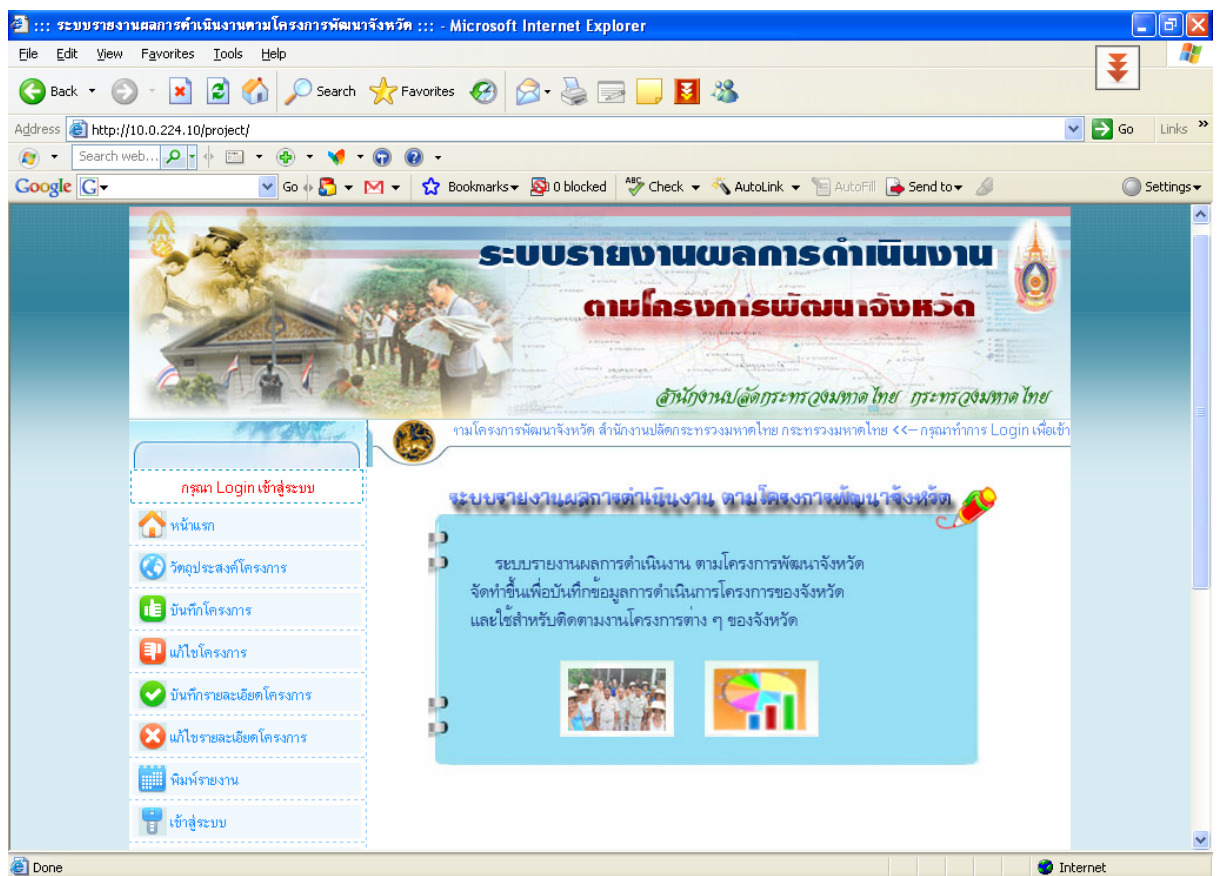 ::: ระบบรายงานผลการดำเนินงานตามโครงการพัฒนาจังหวัด ::: - Microsoft Internet Explorer
File Edit View Favorites Tools Help
Back Search Favorites
Address http://10.0.224.10/project/ Go Links »
Search web...
Google G Go Bookmarks 0 blocked ABC Check AutoLink AutoFill Send to Settings
ระบบรายงานผลการดำเนินงาน
ตามโครงการพัฒนาจังหวัด
สำนักงานปลัดกระทรวงมหาดไทย กระทรวงมหาดไทย
ามโครงการพัฒนาจังหวัด สำนักงานปลัดกระทรวงมหาดไทย กระทรวงมหาดไทย <<-- กรุณาทำการ Login เพื่อเข้า
กรุณา Login เข้าสู่ระบบ
หน้าแรก
วัตถุประสงค์โครงการ
บันทึกโครงการ
แก้ไขโครงการ
บันทึกรายละเอียดโครงการ
แก้ไขรายละเอียดโครงการ
พิมพ์รายงาน
เข้าสู่ระบบ
ระบบรายงานผลการดำเนินงาน ตามโครงการพัฒนาจังหวัด
ระบบรายงานผลการดำเนินงาน ตามโครงการพัฒนาจังหวัด
จัดทำขึ้นเพื่อบันทึกข้อมูลการดำเนินการโครงการของจังหวัด
และใช้สำหรับติดตามงานโครงการต่าง ๆ ของจังหวัด
Done Internet